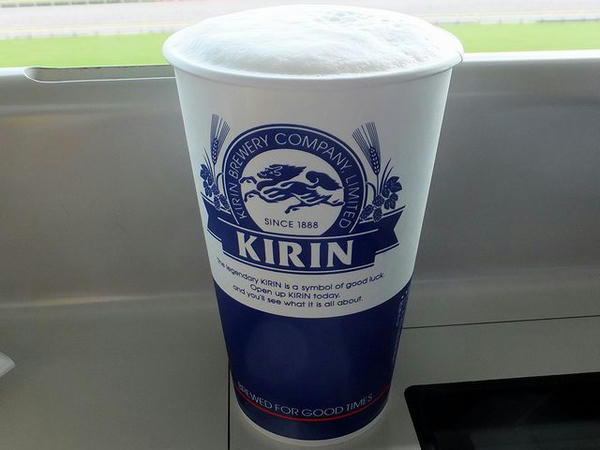 KIRIN BREWERY COMPANY, LIMITED
SINCE 1888
KIRIN
The legendary KIRIN is a symbol of good luck.
Open up KIRIN today,
and you'll see what it is all about.
BREWED FOR GOOD TIMES